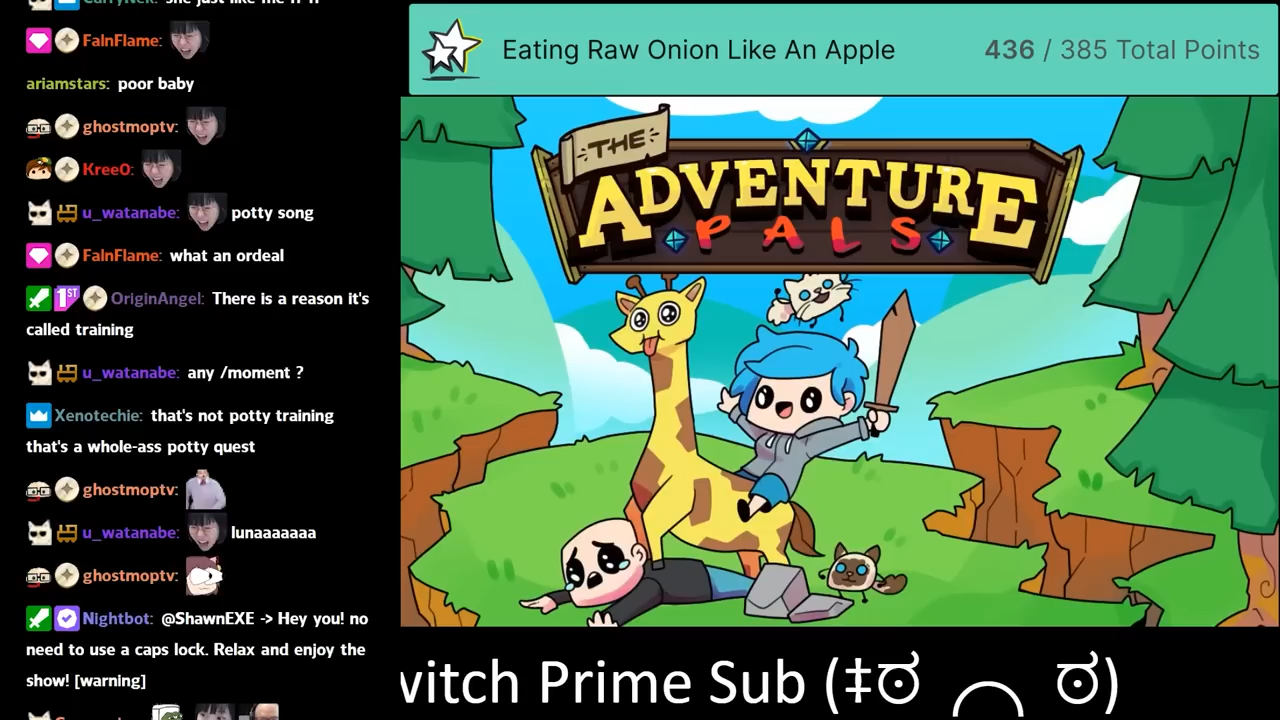 FalnFlame:
ariamstars: poor baby
ghostmoptv:
KreeO:
u_watanabe: potty song
FalnFlame: what an ordeal
OriginAngel: There is a reason it's
called training
u_watanabe: any /moment ?
Xenotechie: that's not potty training
that's a whole-ass potty quest
ghostmoptv:
u_watanabe: lunaaaaaaa
ghostmoptv:
Nightbot: @ShawnEXE -> Hey you! no
need to use a caps lock. Relax and enjoy the
show! [warning]
7 Eating Raw Onion Like An Apple 436 / 385 Total Points
THE
ADVENTURE
PALS
witch Prime Sub (‡ಠ ︵ ಠ)